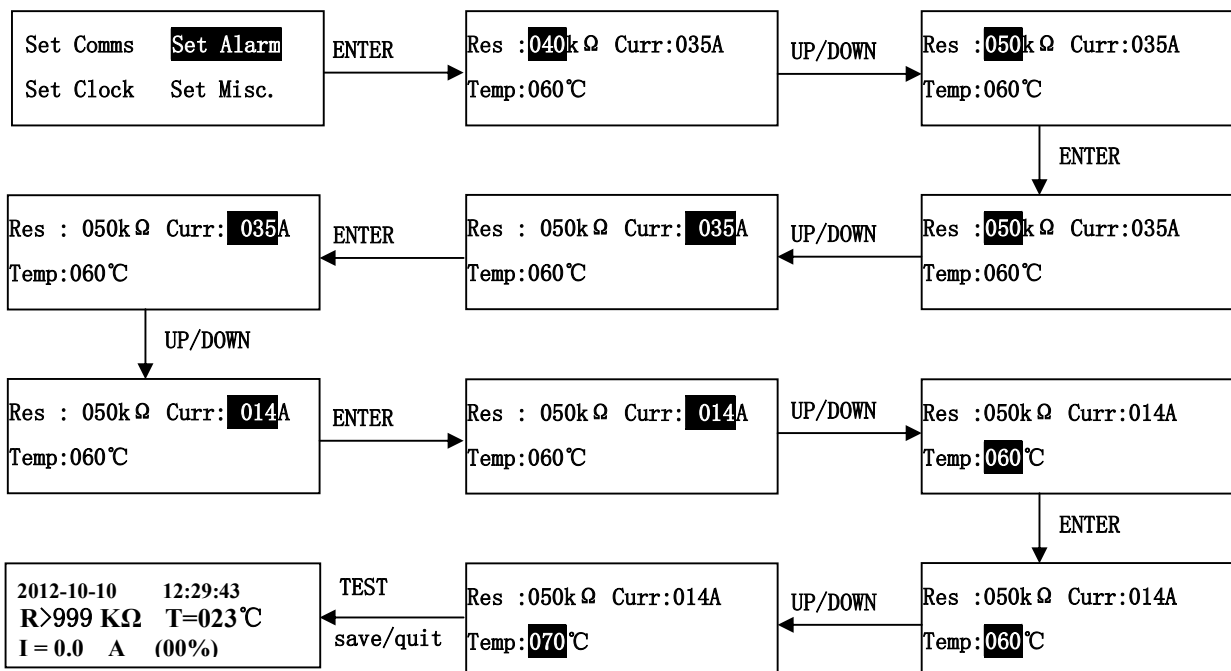 Set Comms Set Alarm
Set Clock Set Misc.
ENTER
Res :040kΩ Curr:035A
Temp:060℃
UP/DOWN
Res :050kΩ Curr:035A
Temp:060℃
ENTER
Res :050kΩ Curr:035A
Temp:060℃
UP/DOWN
Res : 050kΩ Curr: 035A
Temp:060℃
ENTER
Res : 050kΩ Curr: 035A
Temp:060℃
UP/DOWN
Res : 050kΩ Curr: 014A
Temp:060℃
ENTER
Res : 050kΩ Curr: 014A
Temp:060℃
UP/DOWN
Res :050kΩ Curr:014A
Temp:060℃
ENTER
Res :050kΩ Curr:014A
Temp:060℃
UP/DOWN
Res :050kΩ Curr:014A
Temp:070℃
TEST
save/quit
2012-10-10 12:29:43
R>999 KΩ T=023℃
I = 0.0 A (00%)